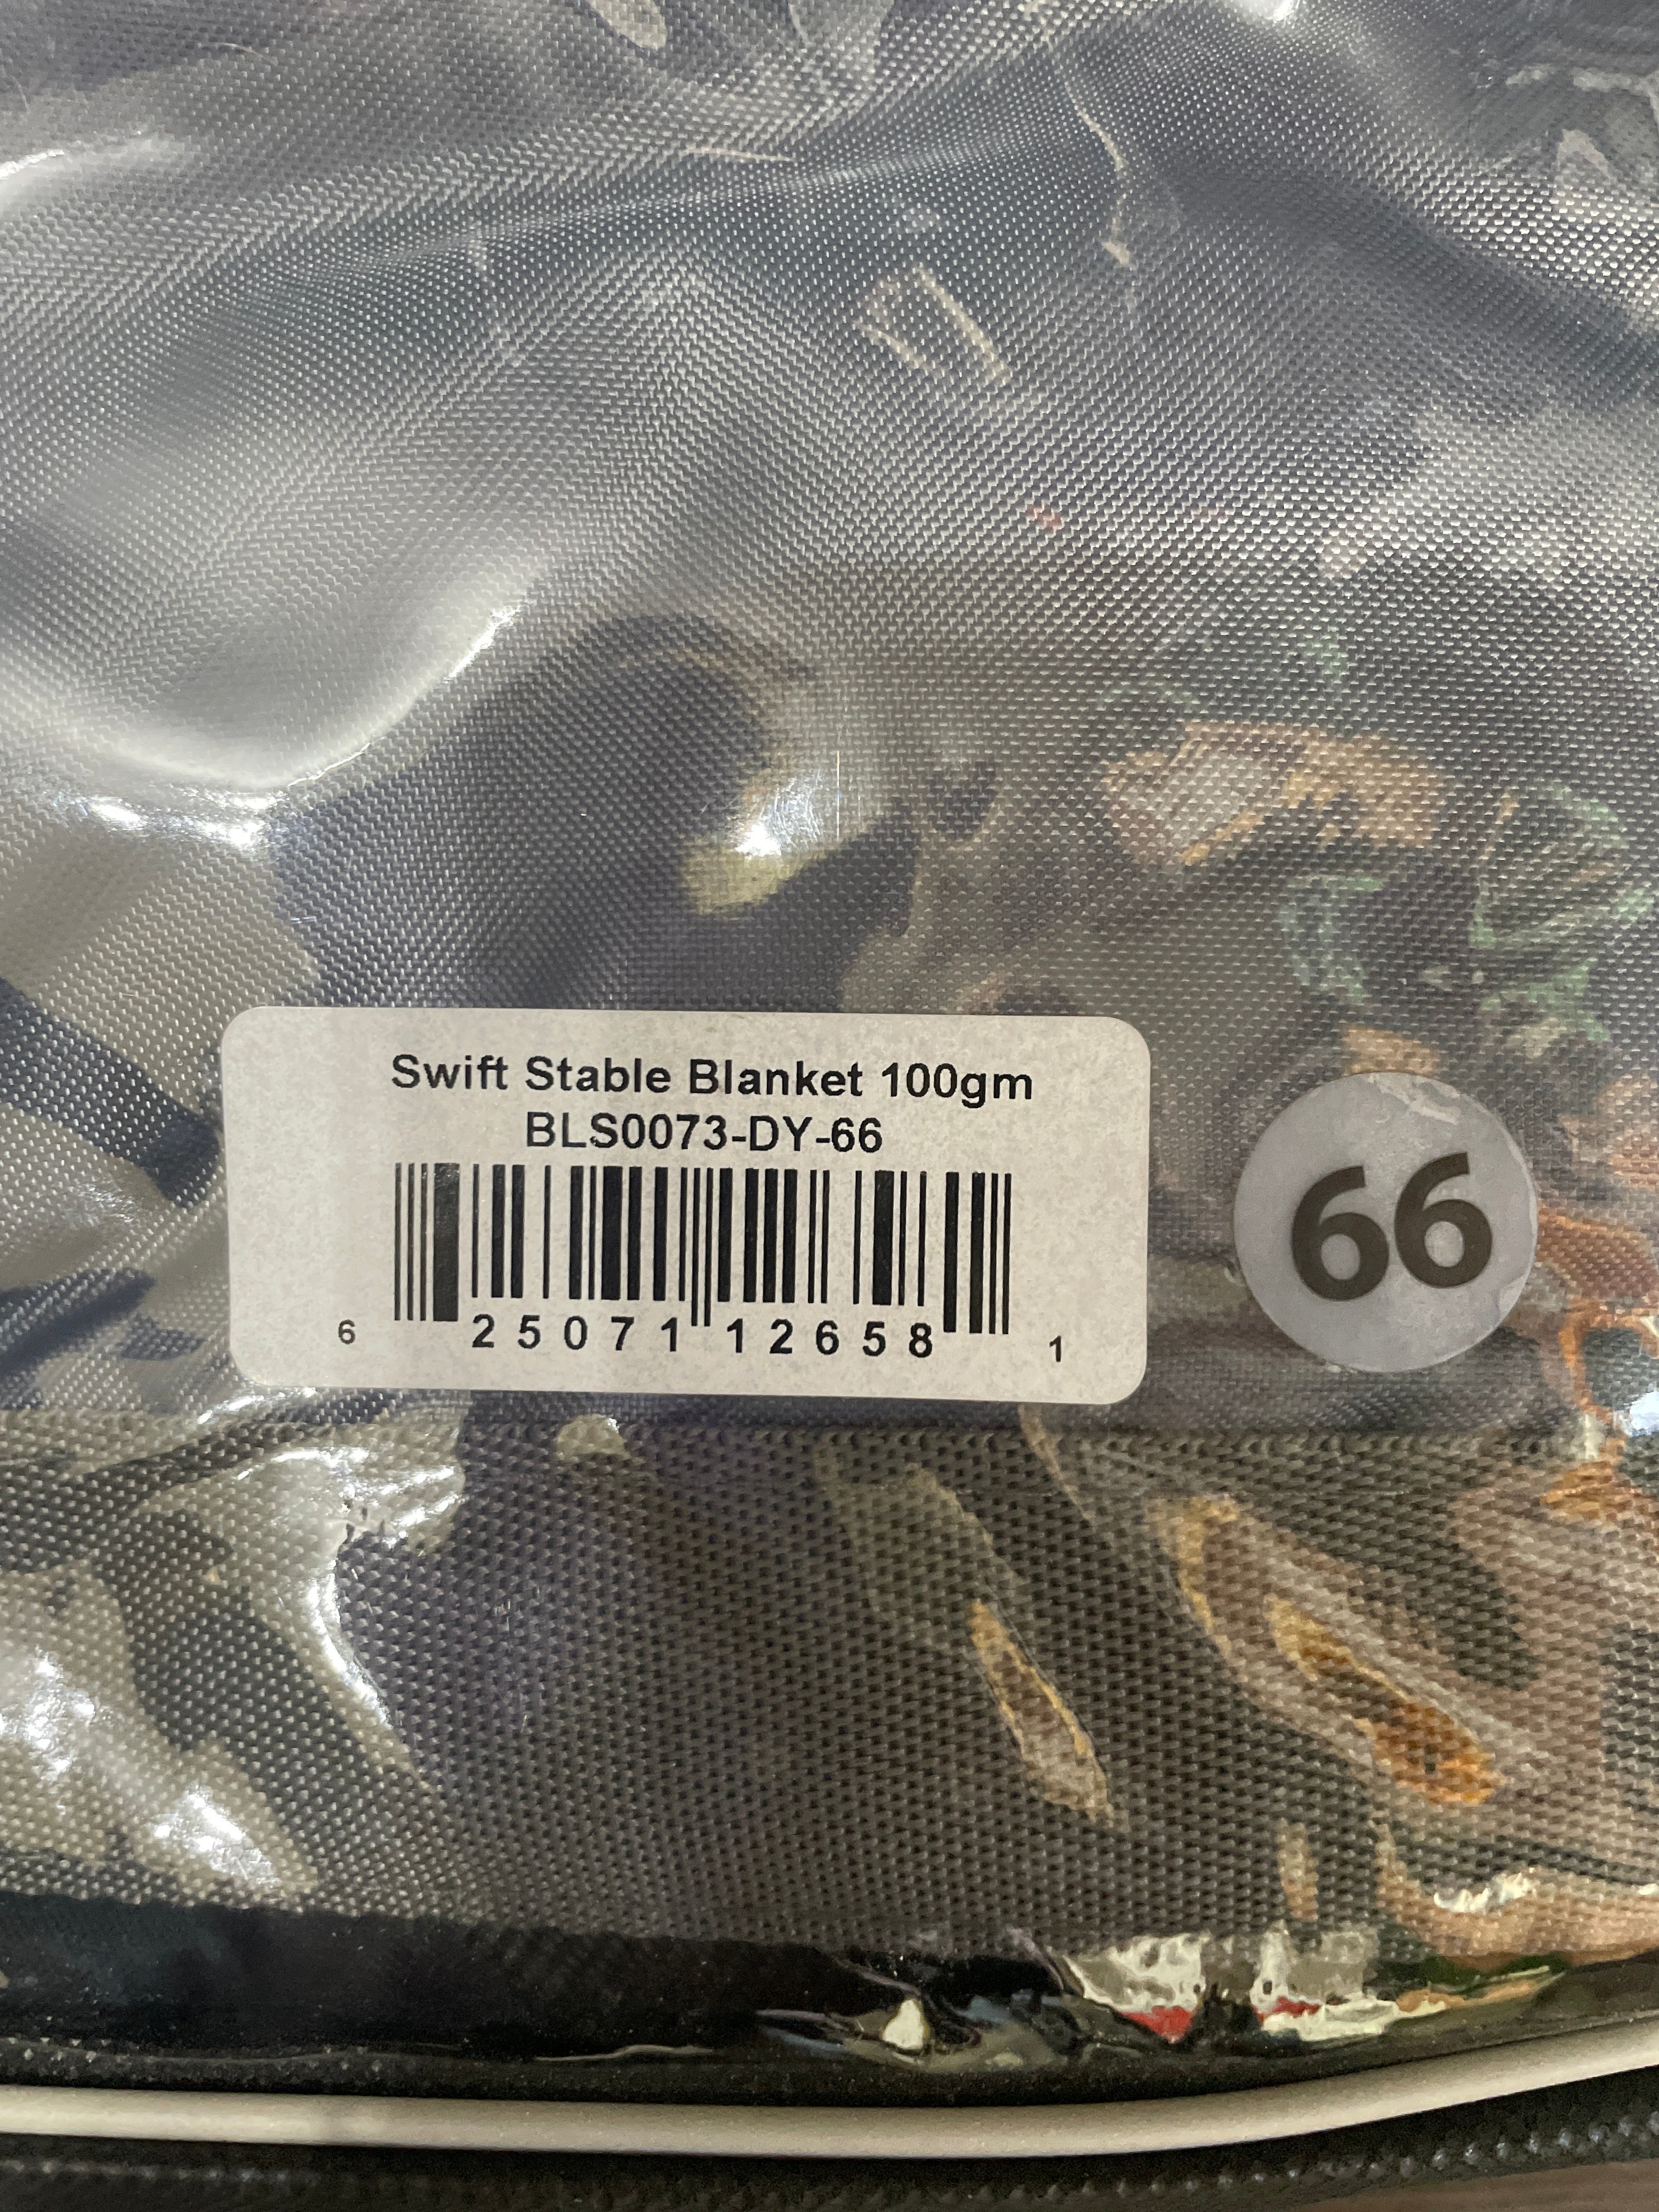 Swift Stable Blanket 100gm
BLS0073-DY-66
6 25071 12658 1
66